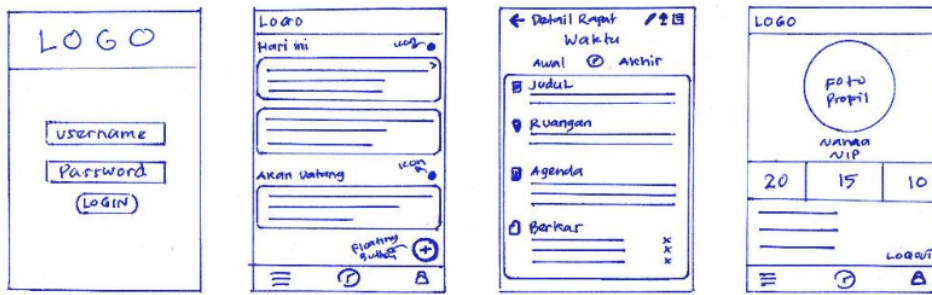 LOGO
username
Password
(LOGIN)
LOGO
Hari ini
icon
>
Akan Datang
icon
Floating
Button
+
r
← Detail Rapat
Waktu
Awal r Akhir
Judul
Ruangan
Agenda
Berkas
x
x
x
LOGO
FOTO
Profil
Nama
NIP
20 15 10
LOGOUT
r